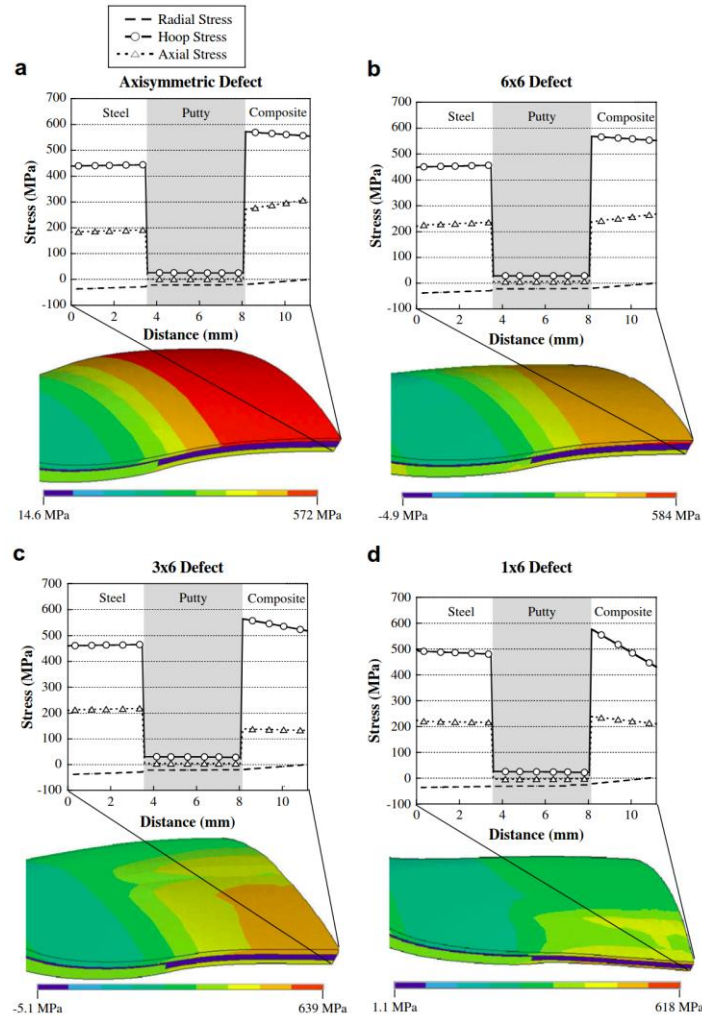 Radial Stress
Hoop Stress
Axial Stress
a
Axisymmetric Defect
700
600
500
400
300
200
100
0
-100
Stress (MPa)
Steel
Putty
Composite
0
2
4
6
8
10
Distance (mm)
14.6 MPa
572 MPa
b
6x6 Defect
700
600
500
400
300
200
100
0
-100
Stress (MPa)
Steel
Putty
Composite
0
2
4
6
8
10
Distance (mm)
-4.9 MPa
584 MPa
c
3x6 Defect
700
600
500
400
300
200
100
0
-100
Stress (MPa)
Steel
Putty
Composite
0
2
4
6
8
10
Distance (mm)
-5.1 MPa
639 MPa
d
1x6 Defect
700
600
500
400
300
200
100
0
-100
Stress (MPa)
Steel
Putty
Composite
0
2
4
6
8
10
Distance (mm)
1.1 MPa
618 MPa